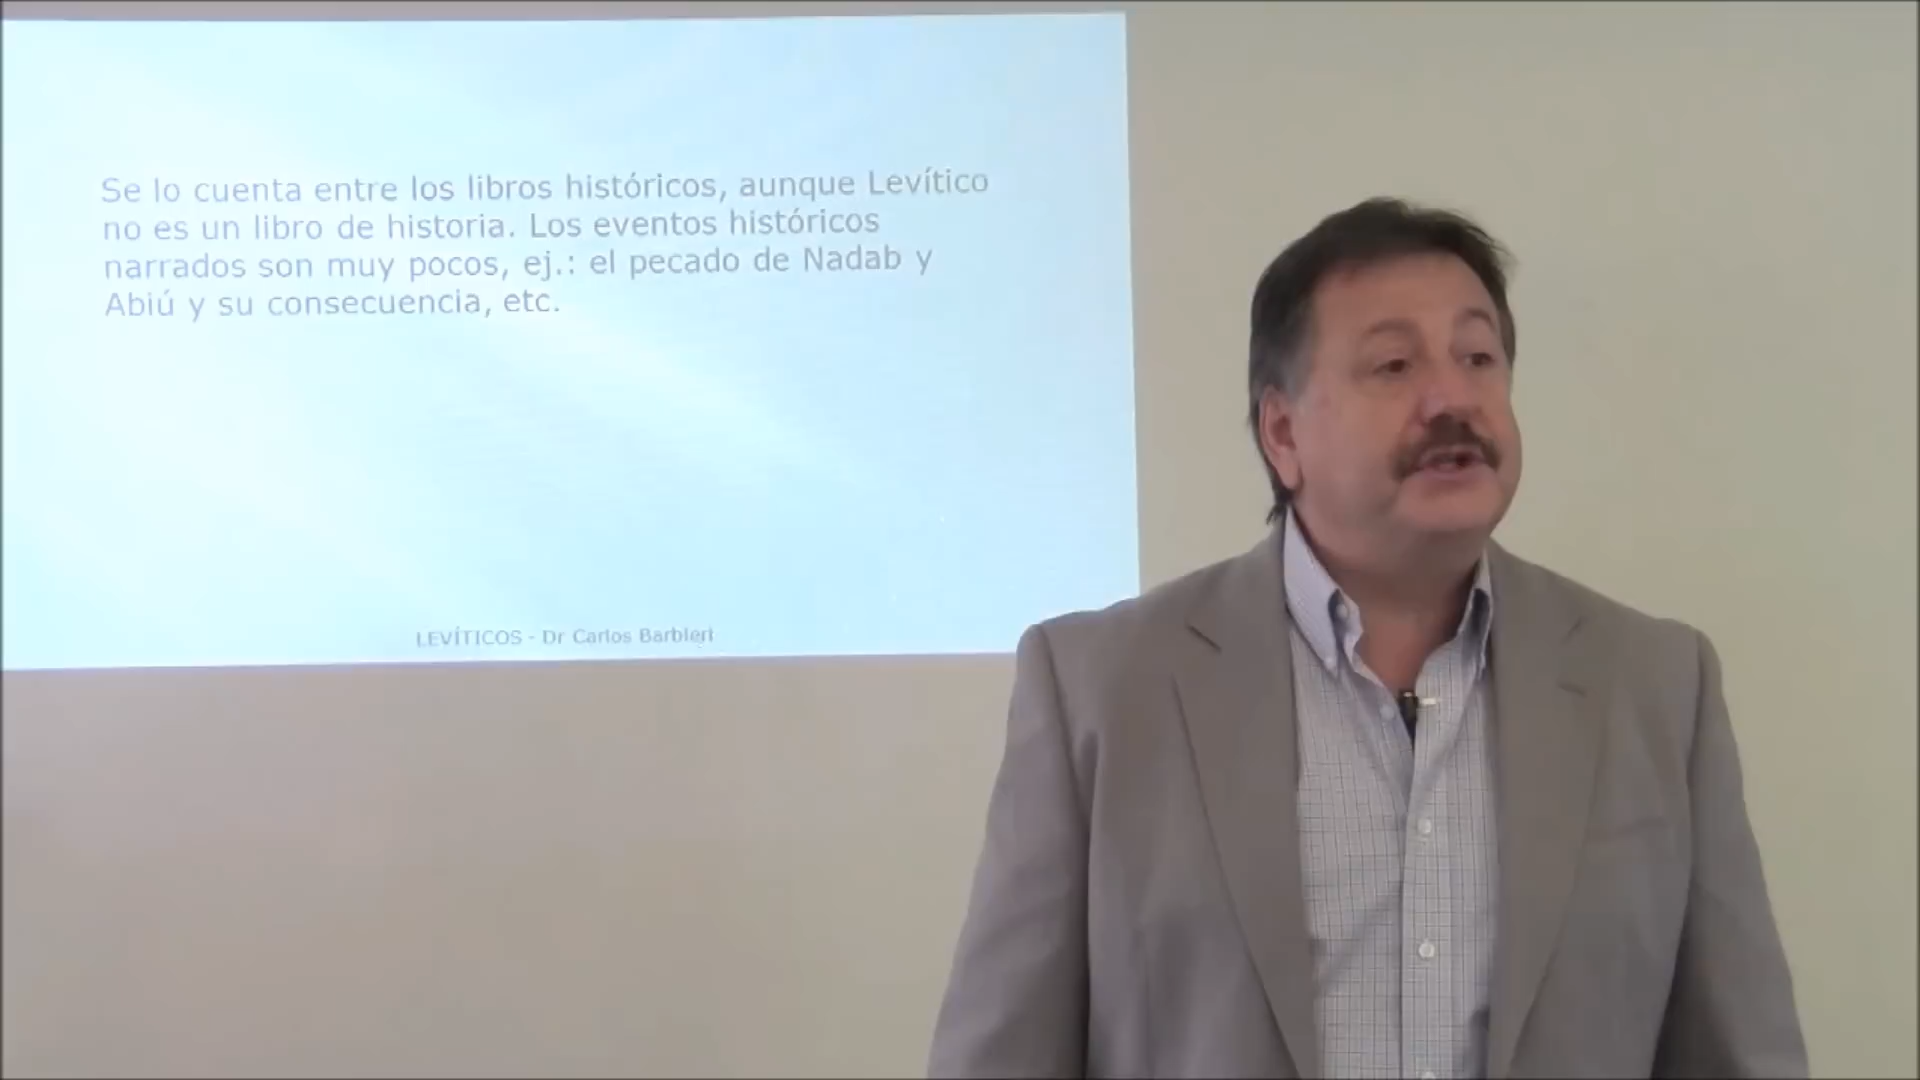 Se lo cuenta entre los libros históricos, aunque Levítico
no es un libro de historia. Los eventos históricos
narrados son muy pocos, ej.: el pecado de Nadab y
Abiú y su consecuencia, etc.
LEVÍTICOS - Dr Carlos Barbieri